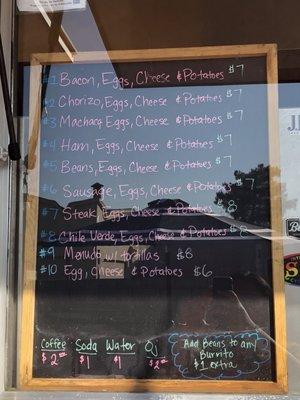 #1 Bacon, Eggs, Cheese & Potatoes $7
#2 Chorizo, Eggs, Cheese & Potatoes $7
#3 Machaca, Eggs, Cheese & Potatoes $7
#4 Ham, Eggs, Cheese & Potatoes $7
#5 Beans, Eggs, Cheese & Potatoes $7
#6 Sausage, Eggs, Cheese & Potatoes $7
#7 Steak, Eggs, Cheese & Potatoes $8
#8 Chile Verde, Eggs, Cheese & Potatoes $8
#9 Menudo w/tortillas $8
#10 Egg, Cheese & Potatoes $6
Coffee $2.00
Soda $1
Water $1
OJ $2.00
Add Beans to any
Burrito
$1 extra